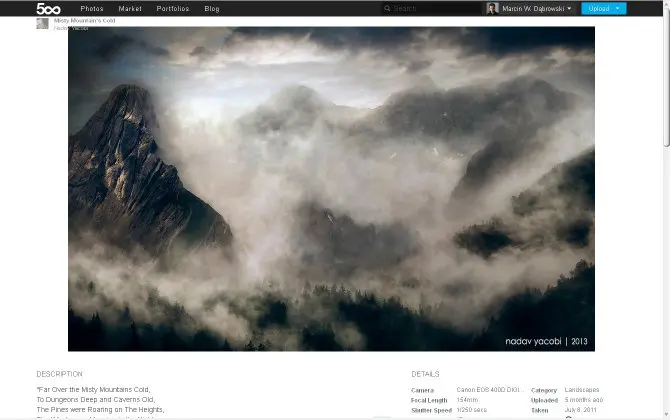 500
Photos Market Portfolios Blog Search Marcin W. Dąbrowski Upload
Misty Mountain's Cold
Nadav Yacobi
nadav yacobi | 2013
DESCRIPTION
"Far Over the Misty Mountains Cold,
To Dungeons Deep and Caverns Old,
The Pines were Roaring on The Heights,
DETAILS
Camera Canon EOS 400D DIGI... Category Landscapes
Focal Length 154mm Uploaded 5 months ago
Shutter Speed 1/250 secs Taken July 8, 2011